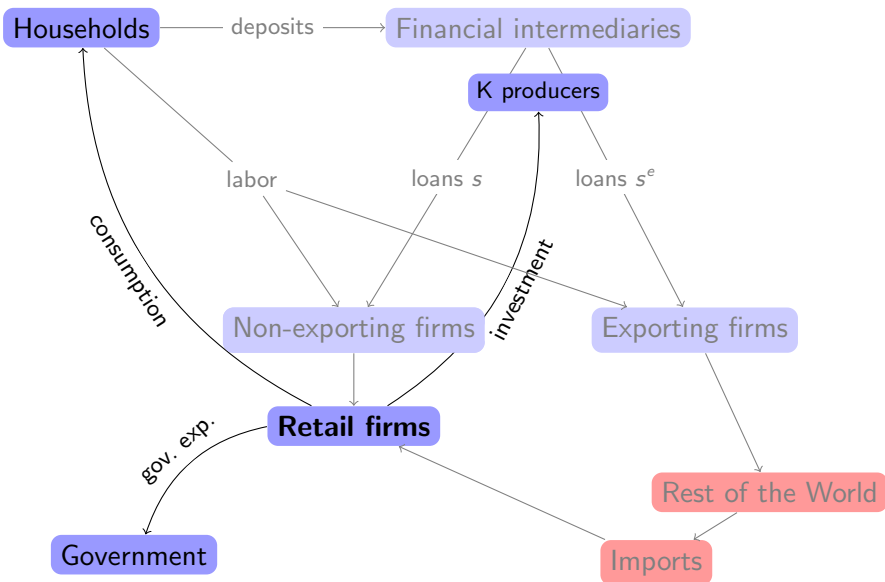 Households
deposits
Financial intermediaries
K producers
labor
loans s
loans s^e
consumption
investment
Non-exporting firms
Exporting firms
Retail firms
gov. exp.
Rest of the World
Government
Imports